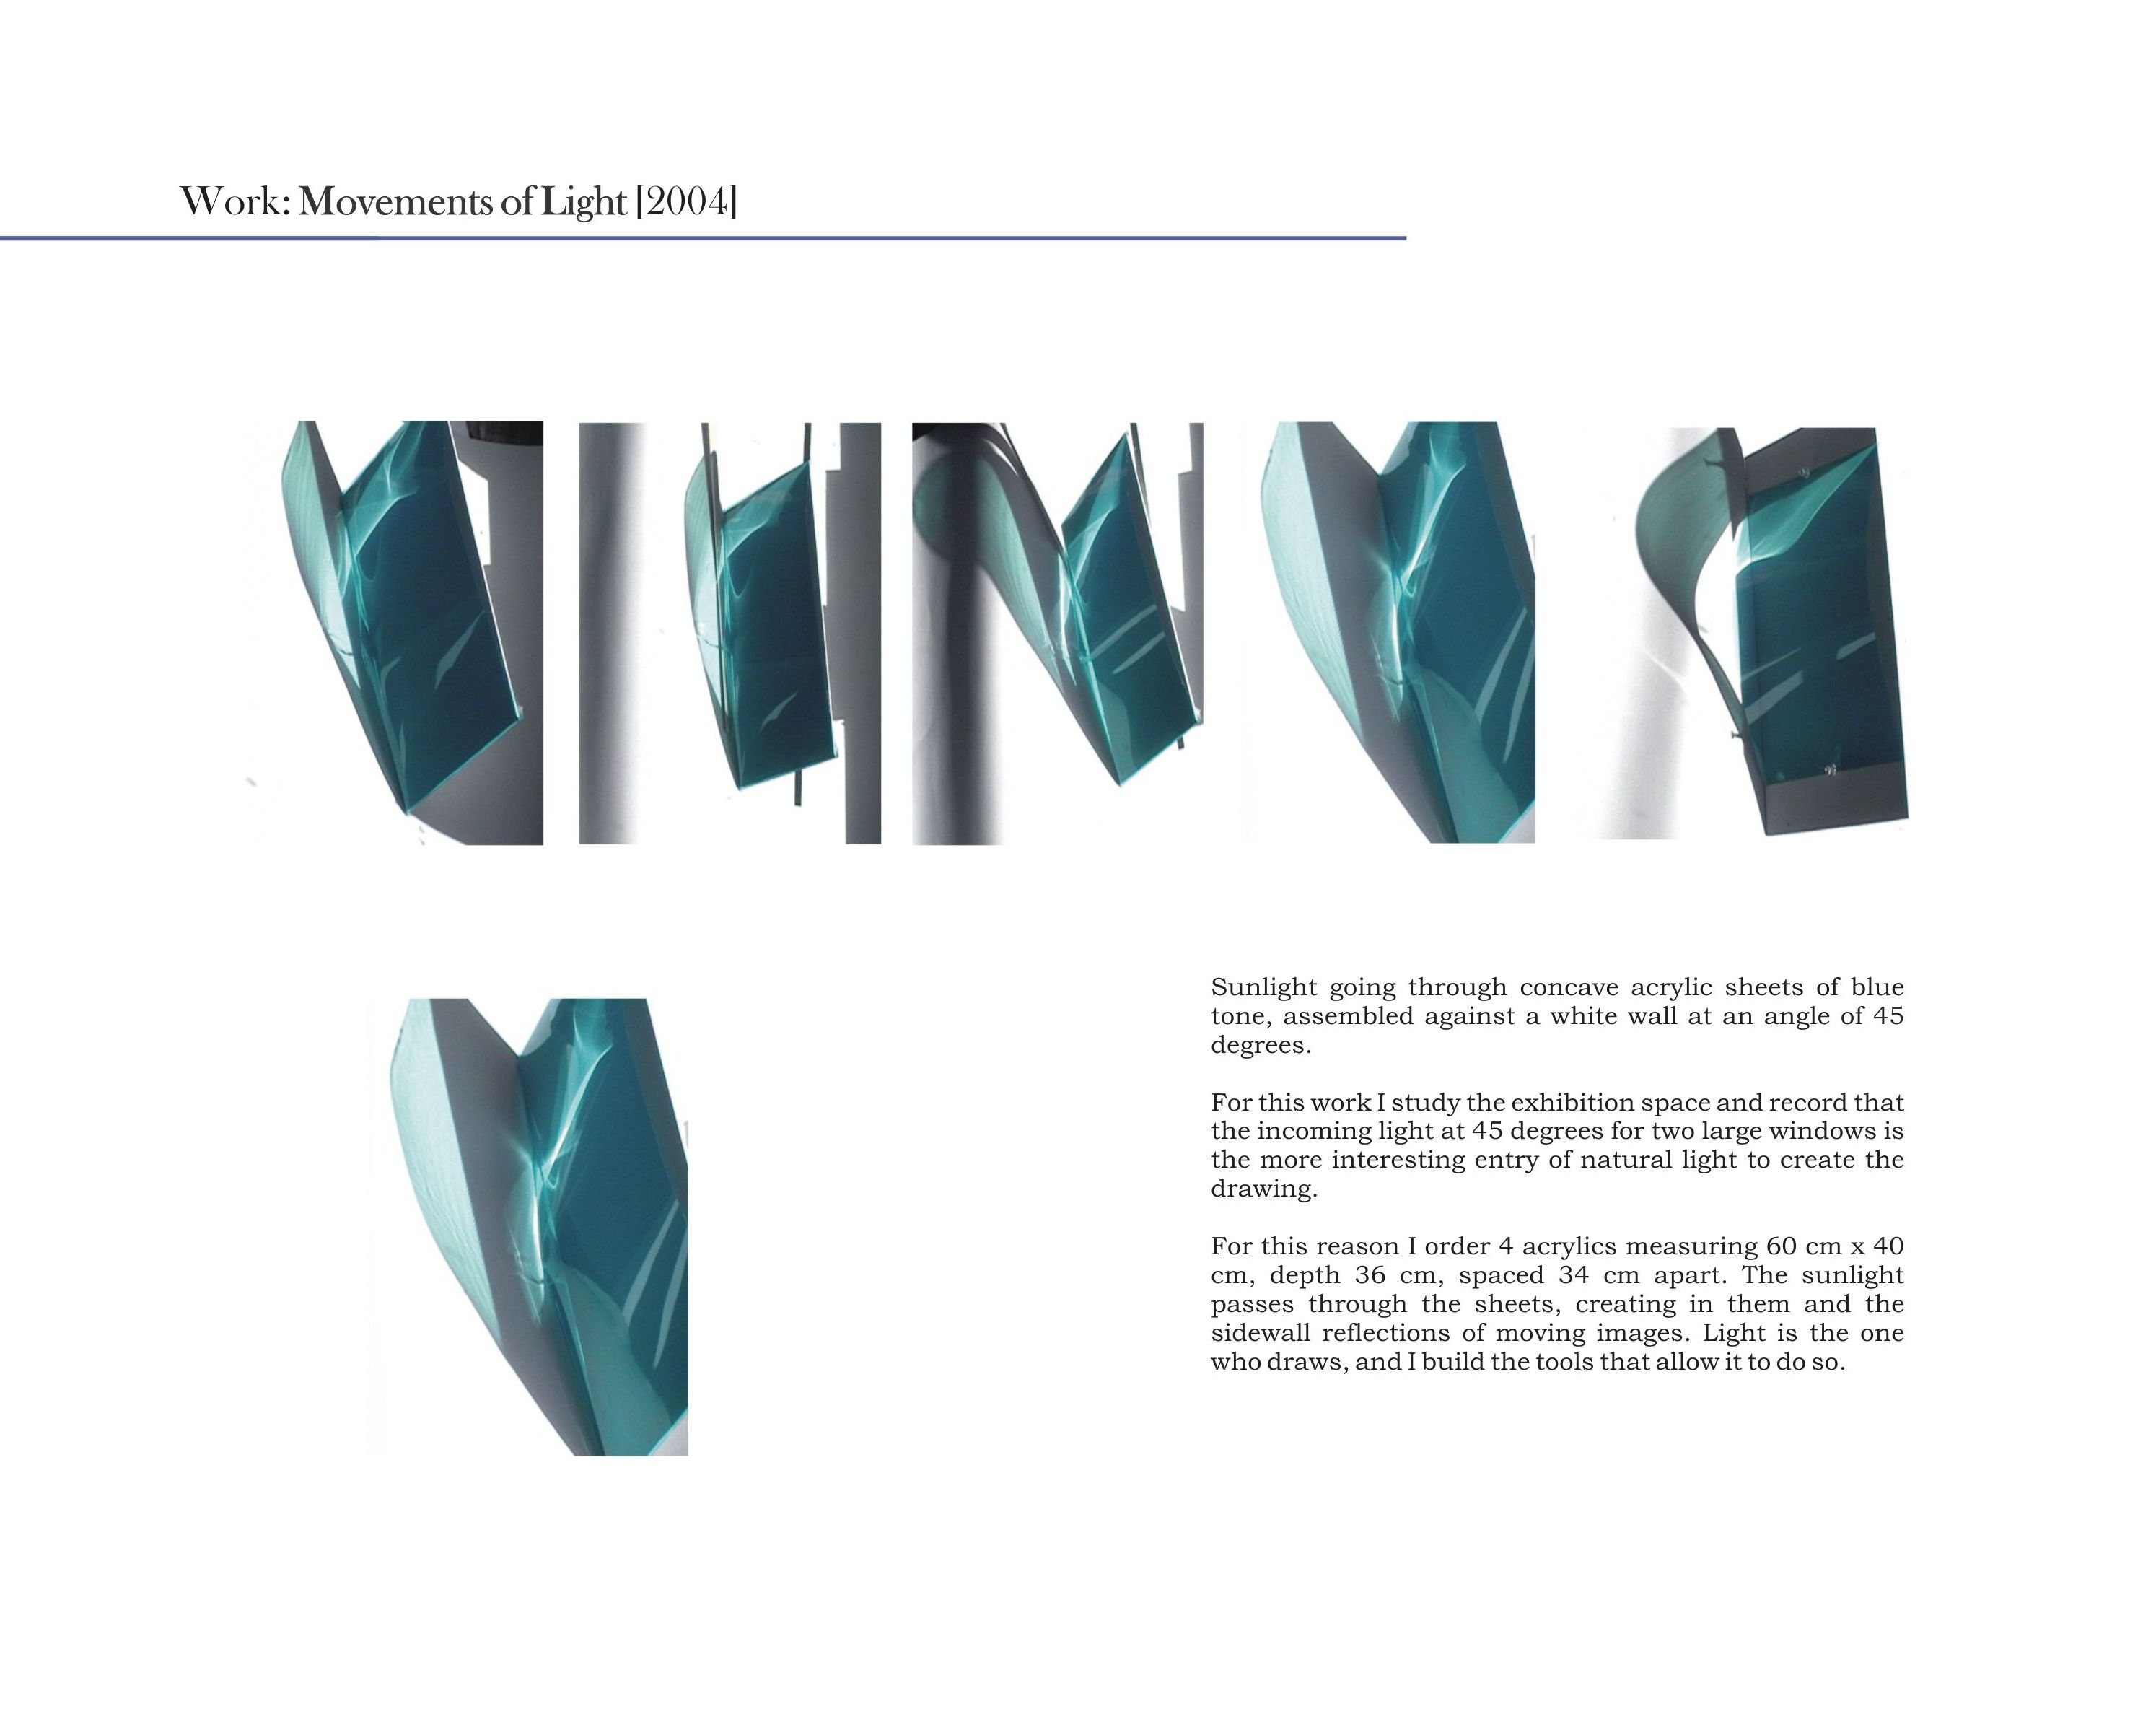 Work: Movements of Light [2004]
Sunlight going through concave acrylic sheets of blue
tone, assembled against a white wall at an angle of 45
degrees.
For this work I study the exhibition space and record that
the incoming light at 45 degrees for two large windows is
the more interesting entry of natural light to create the
drawing.
For this reason I order 4 acrylics measuring 60 cm x 40
cm, depth 36 cm, spaced 34 cm apart. The sunlight
passes through the sheets, creating in them and the
sidewall reflections of moving images. Light is the one
who draws, and I build the tools that allow it to do so.